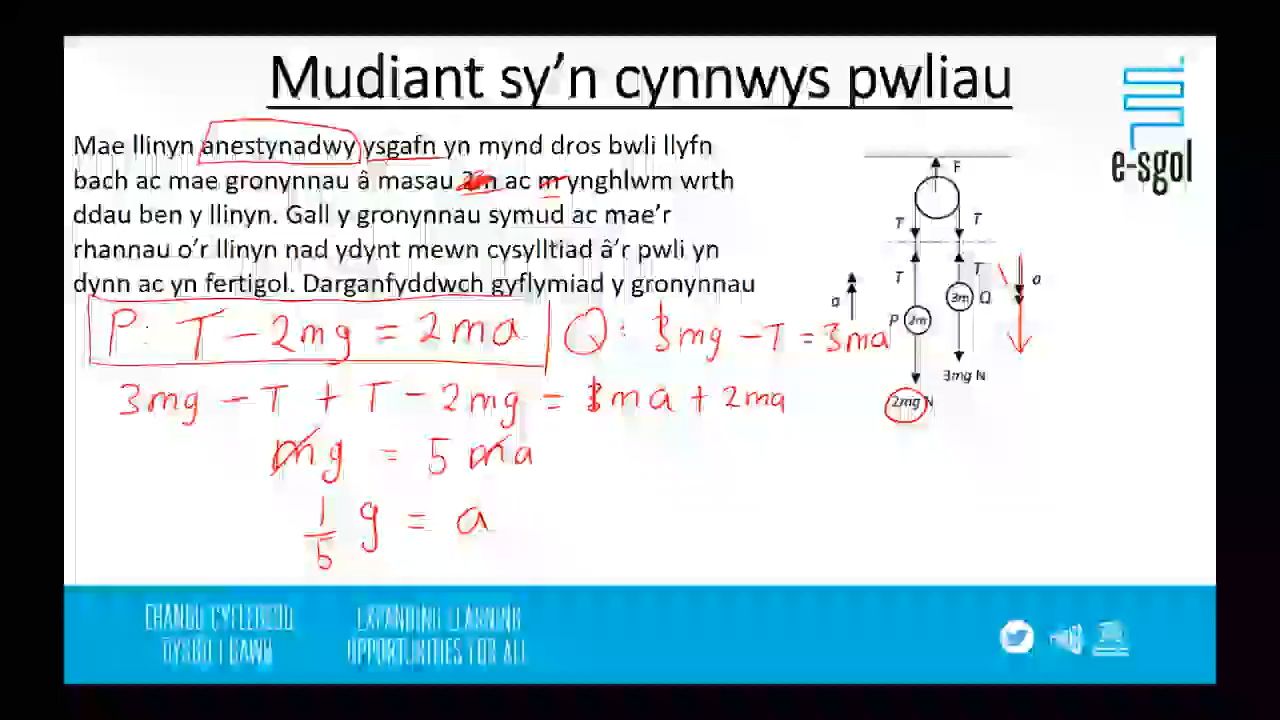 Mudiant sy'n cynnwys pwliau
Mae llinyn anestynadwy ysgafn yn mynd dros bwli llyfn
bach ac mae gronynnau â masau 2m ac m ynghlwm wrth
ddau ben y llinyn. Gall y gronynnau symud ac mae'r
rhannau o'r llinyn nad ydynt mewn cysylltiad â'r pwli yn
dynn ac yn fertigol. Darganfyddwch gyflymiad y gronynnau
P: T - 2mg = 2ma
Q: 3mg - T = 3ma
3mg - T + T - 2mg = 3ma + 2ma
mg = 5ma
1/5 g = a
e-sgol
F
T T
T T
a a
P 2m 3m Q
3mg N
2mg N
CHANGING CYFLEOEDD
EXPANDING LEARNING
OPPORTUNITIES FOR ALL